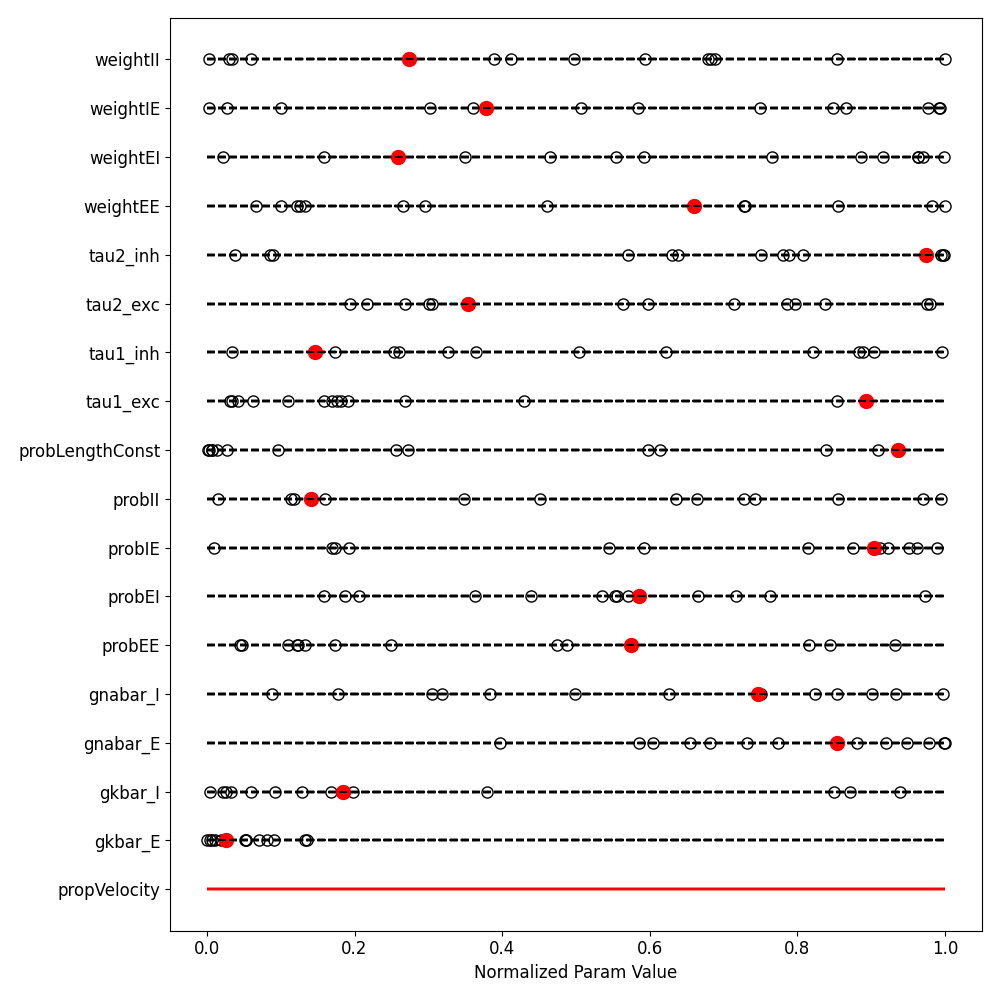 weightII
weightIE
weightEI
weightEE
tau2_inh
tau2_exc
tau1_inh
tau1_exc
probLengthConst
probII
probIE
probEI
probEE
gnabar_I
gnabar_E
gkbar_I
gkbar_E
propVelocity
0.0 0.2 0.4 0.6 0.8 1.0
Normalized Param Value